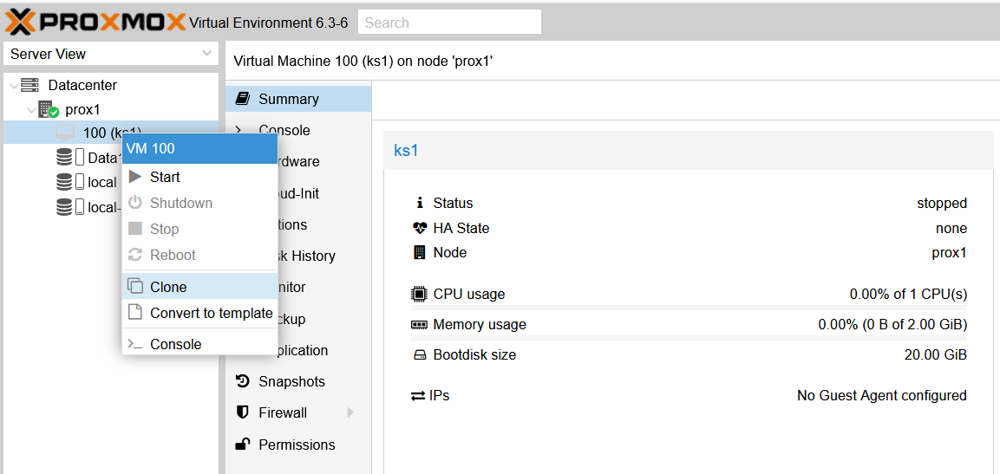 PROXMOX Virtual Environment 6.3-6 Search
Server View
Datacenter
prox1
100 (ks1)
Data
local
local-
VM 100
Start
Shutdown
Stop
Reboot
Clone
Convert to template
Console
Virtual Machine 100 (ks1) on node 'prox1'
Summary
Console
rdware
ud-Init
tions
sk History
nitor
ckup
plication
Snapshots
Firewall
Permissions
ks1
Status stopped
HA State none
Node prox1
CPU usage 0.00% of 1 CPU(s)
Memory usage 0.00% (0 B of 2.00 GiB)
Bootdisk size 20.00 GiB
IPs No Guest Agent configured